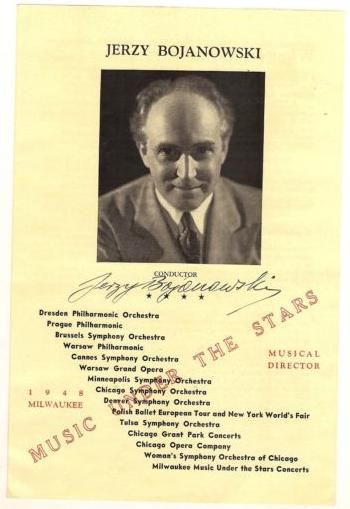 JERZY BOJANOWSKI
CONDUCTOR
Jerzy Bojanowski
★ ★ ★ ★
Dresden Philharmonic Orchestra
Prague Philharmonic
Brussels Symphony Orchestra
Warsaw Philharmonic
Cannes Symphony Orchestra
Warsaw Grand Opera
Minneapolis Symphony Orchestra
Chicago Symphony Orchestra
Denver Symphony Orchestra
Polish Ballet European Tour and New York World's Fair
Tulsa Symphony Orchestra
Chicago Grant Park Concerts
Chicago Opera Company
Woman's Symphony Orchestra of Chicago
Milwaukee Music Under the Stars Concerts
MUSIC UNDER THE STARS
MUSICAL
DIRECTOR
1948
MILWAUKEE